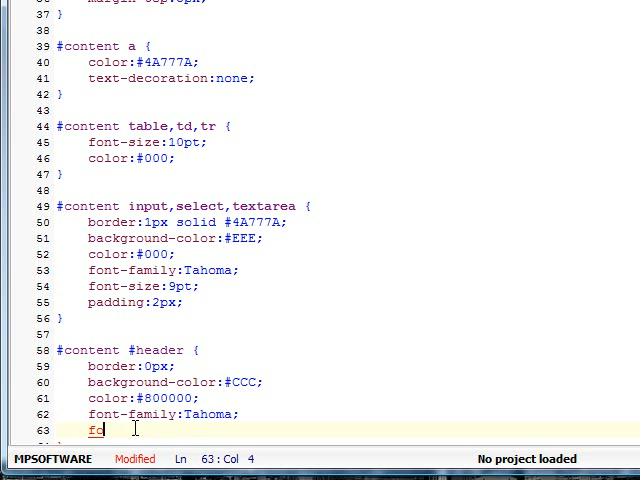 margin-top:0px;
37 }
38
39 #content a {
40 color:#4A777A;
41 text-decoration:none;
42 }
43
44 #content table,td,tr {
45 font-size:10pt;
46 color:#000;
47 }
48
49 #content input,select,textarea {
50 border:1px solid #4A777A;
51 background-color:#EEE;
52 color:#000;
53 font-family:Tahoma;
54 font-size:9pt;
55 padding:2px;
56 }
57
58 #content #header {
59 border:0px;
60 background-color:#CCC;
61 color:#800000;
62 font-family:Tahoma;
63 fo
MPSOFTWARE Modified Ln 63 : Col 4 No project loaded